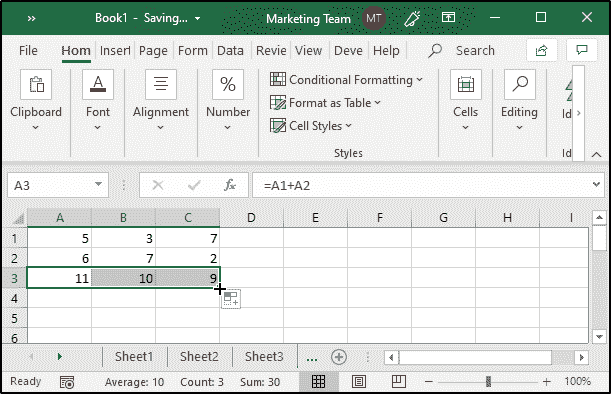 Book1 - Saving... Marketing Team MT
File Hom Insert Page Form Data Revie View Deve Help Search
Clipboard Font Alignment Number Conditional Formatting Format as Table Cell Styles Cells Editing
Styles
A3 fx =A1+A2
A B C D E F G H I
1 5 3 7
2 6 7 2
3 11 10 9
4
5
6
Sheet1 Sheet2 Sheet3 ...
Ready Average: 10 Count: 3 Sum: 30 100%